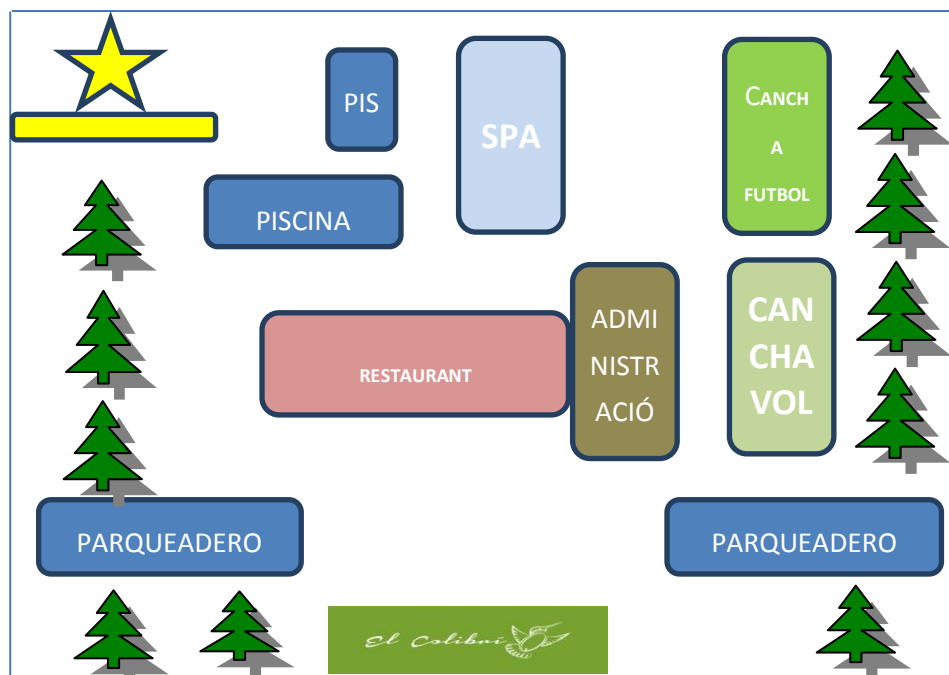 PIS
SPA
CANCH
A
FUTBOL
PISCINA
ADMI
NISTR
ACIÓ
CAN
CHA
VOL
RESTAURANT
PARQUEADERO
PARQUEADERO
El Colibrí